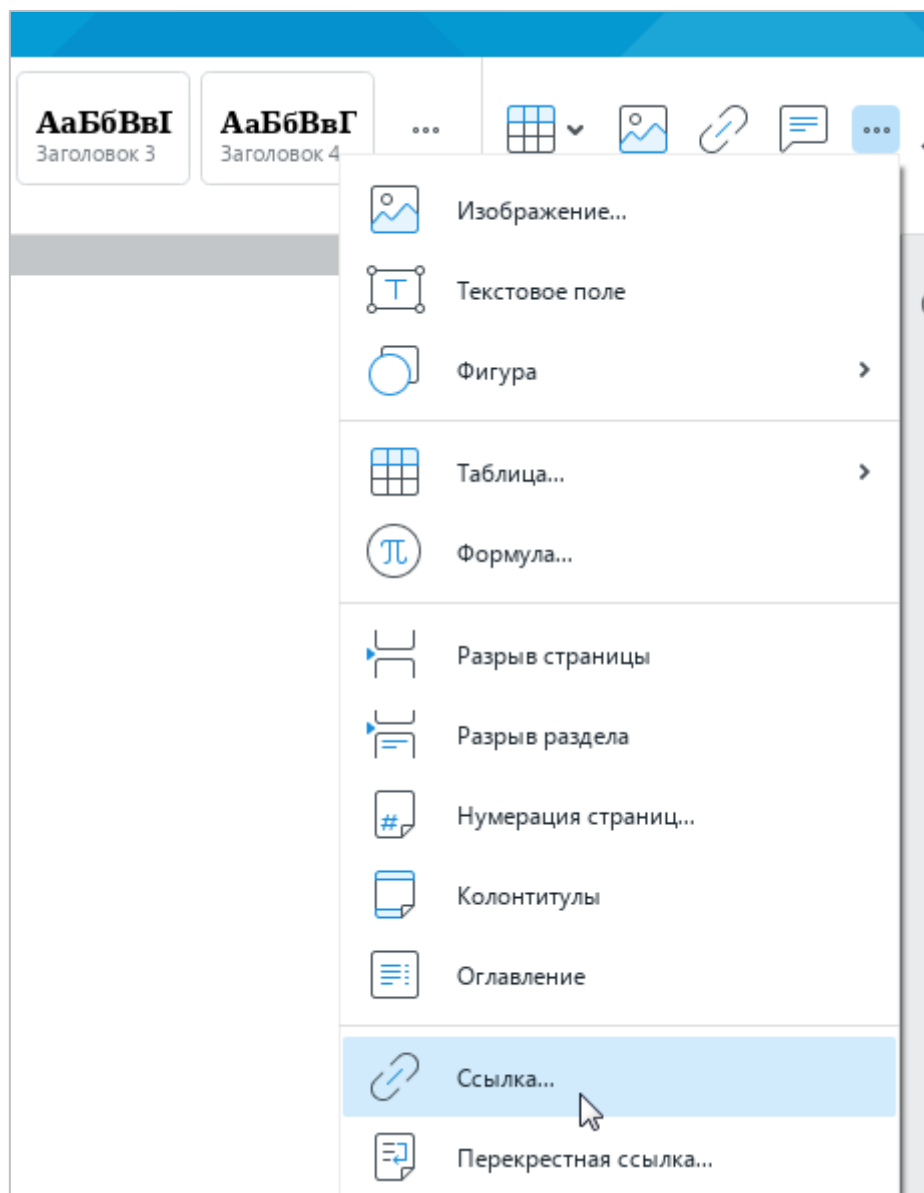 АаБбВвГ
Заголовок 3
АаБбВвГ
Заголовок 4
Изображение...
Текстовое поле
Фигура
Таблица...
Формула...
Разрыв страницы
Разрыв раздела
Нумерация страниц...
Колонтитулы
Оглавление
Ссылка...
Перекрестная ссылка...